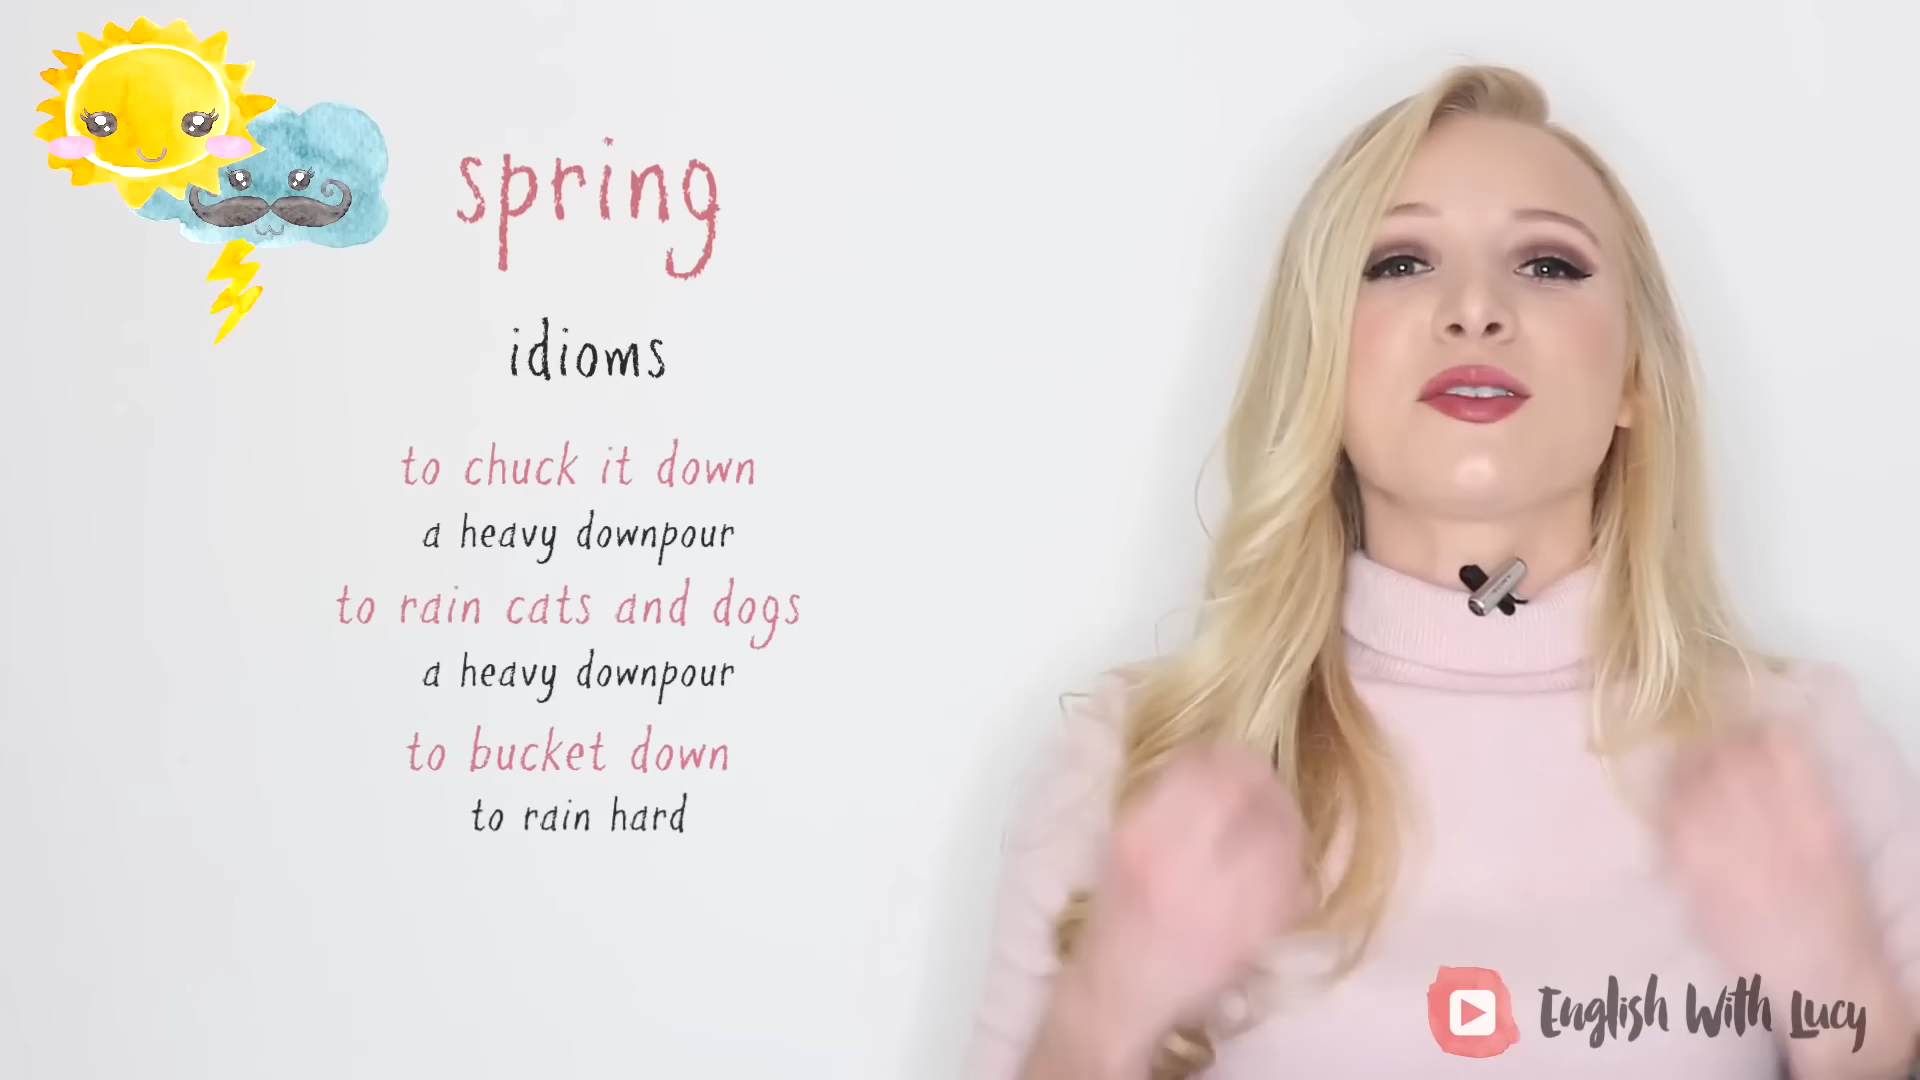 spring
idioms
to chuck it down
a heavy downpour
to rain cats and dogs
a heavy downpour
to bucket down
to rain hard
English With Lucy